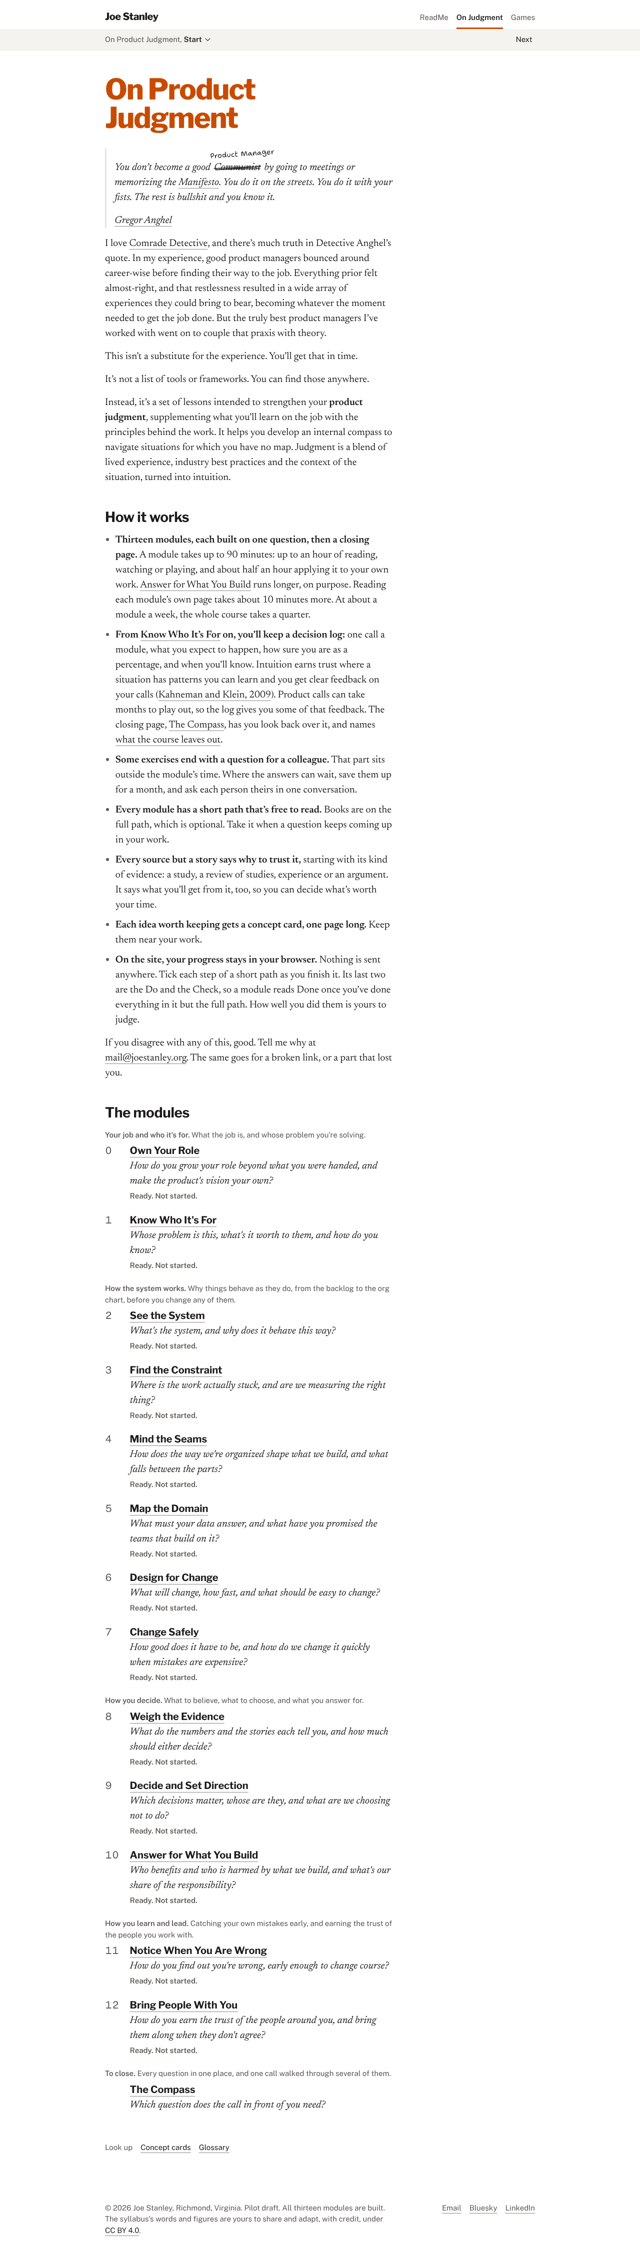 Joe Stanley
ReadMe On Judgment Games
On Product Judgment, Start
Next
On Product
Judgment
Product Manager
You don't become a good Communist by going to meetings or
memorizing the Manifesto. You do it on the streets. You do it with your
fists. The rest is bullshit and you know it.
Gregor Anghel
I love Comrade Detective, and there's much truth in Detective Anghel's
quote. In my experience, good product managers bounced around
career-wise before finding their way to the job. Everything prior felt
almost-right, and that restlessness resulted in a wide array of
experiences they could bring to bear, becoming whatever the moment
needed to get the job done. But the truly best product managers I've
worked with went on to couple that praxis with theory.
This isn't a substitute for the experience. You'll get that in time.
It's not a list of tools or frameworks. You can find those anywhere.
Instead, it's a set of lessons intended to strengthen your product
judgment, supplementing what you'll learn on the job with the
principles behind the work. It helps you develop an internal compass to
navigate situations for which you have no map. Judgment is a blend of
lived experience, industry best practices and the context of the
situation, turned into intuition.
How it works
Thirteen modules, each built on one question, then a closing
page. A module takes up to 90 minutes: up to an hour of reading,
watching or playing, and about half an hour applying it to your own
work. Answer for What You Build runs longer, on purpose. Reading
each module's own page takes about 10 minutes more. At about a
module a week, the whole course takes a quarter.
From Know Who It's For on, you'll keep a decision log: one call a
module, what you expect to happen, how sure you are as a
percentage, and when you'll know. Intuition earns trust where a
situation has patterns you can learn and you get clear feedback on
your calls (Kahneman and Klein, 2009). Product calls can take
months to play out, so the log gives you some of that feedback. The
closing page, The Compass, has you look back over it, and names
what the course leaves out.
Some exercises end with a question for a colleague. That part sits
outside the module's time. Where the answers can wait, save them up
for a month, and ask each person theirs in one conversation.
Every module has a short path that's free to read. Books are on the
full path, which is optional. Take it when a question keeps coming up
in your work.
Every source but a story says why to trust it, starting with its kind
of evidence: a study, a review of studies, experience or an argument.
It says what you'll get from it, too, so you can decide what's worth
your time.
Each idea worth keeping gets a concept card, one page long. Keep
them near your work.
On the site, your progress stays in your browser. Nothing is sent
anywhere. Tick each step of a short path as you finish it. Its last two
are the Do and the Check, so a module reads Done once you've done
everything in it but the full path. How well you did them is yours to
judge.
If you disagree with any of this, good. Tell me why at
mail@joestanley.org. The same goes for a broken link, or a part that lost
you.
The modules
Your job and who it's for. What the job is, and whose problem you're solving.
0 Own Your Role
How do you grow your role beyond what you were handed, and
make the product's vision your own?
Ready. Not started.
1 Know Who It's For
Whose problem is this, what's it worth to them, and how do you
know?
Ready. Not started.
How the system works. Why things behave as they do, from the backlog to the org
chart, before you change any of them.
2 See the System
What's the system, and why does it behave this way?
Ready. Not started.
3 Find the Constraint
Where is the work actually stuck, and are we measuring the right
thing?
Ready. Not started.
4 Mind the Seams
How does the way we're organized shape what we build, and what
falls between the parts?
Ready. Not started.
5 Map the Domain
What must your data answer, and what have you promised the
teams that build on it?
Ready. Not started.
6 Design for Change
What will change, how fast, and what should be easy to change?
Ready. Not started.
7 Change Safely
How good does it have to be, and how do we change it quickly
when mistakes are expensive?
Ready. Not started.
How you decide. What to believe, what to choose, and what you answer for.
8 Weigh the Evidence
What do the numbers and the stories each tell you, and how much
should either decide?
Ready. Not started.
9 Decide and Set Direction
Which decisions matter, whose are they, and what are we choosing
not to do?
Ready. Not started.
10 Answer for What You Build
Who benefits and who is harmed by what we build, and what's our
share of the responsibility?
Ready. Not started.
How you learn and lead. Catching your own mistakes early, and earning the trust of
the people you work with.
11 Notice When You Are Wrong
How do you find out you're wrong, early enough to change course?
Ready. Not started.
12 Bring People With You
How do you earn the trust of the people around you, and bring
them along when they don't agree?
Ready. Not started.
To close. Every question in one place, and one call walked through several of them.
The Compass
Which question does the call in front of you need?
Look up Concept cards Glossary
© 2026 Joe Stanley, Richmond, Virginia. Pilot draft. All thirteen modules are built.
The syllabus's words and figures are yours to share and adapt, with credit, under
CC BY 4.0.
Email Bluesky LinkedIn